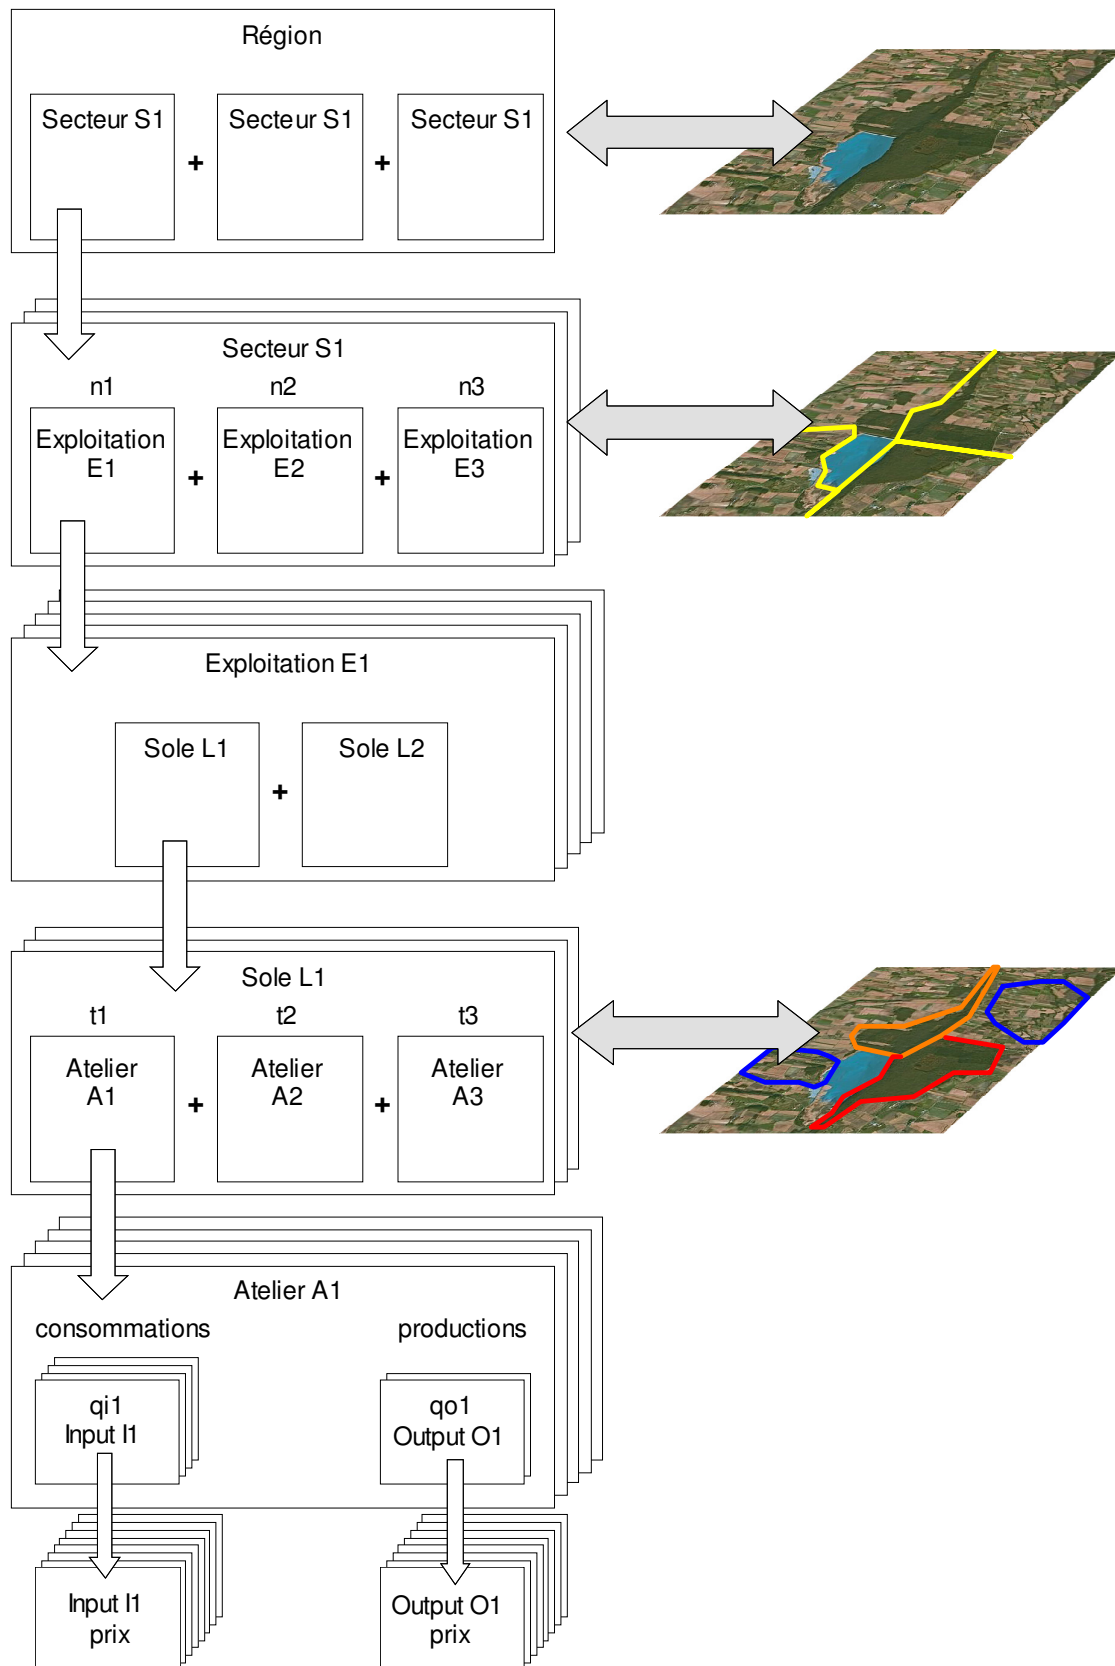 Région
Secteur S1 Secteur S1 Secteur S1
+ +
Secteur S1
n1 n2 n3
Exploitation E1 Exploitation E2 Exploitation E3
+ +
Exploitation E1
Sole L1 Sole L2
+
Sole L1
t1 t2 t3
Atelier A1 Atelier A2 Atelier A3
+ +
Atelier A1
consommations productions
qi1 qo1
Input I1 Output O1
Input I1 Output O1
prix prix